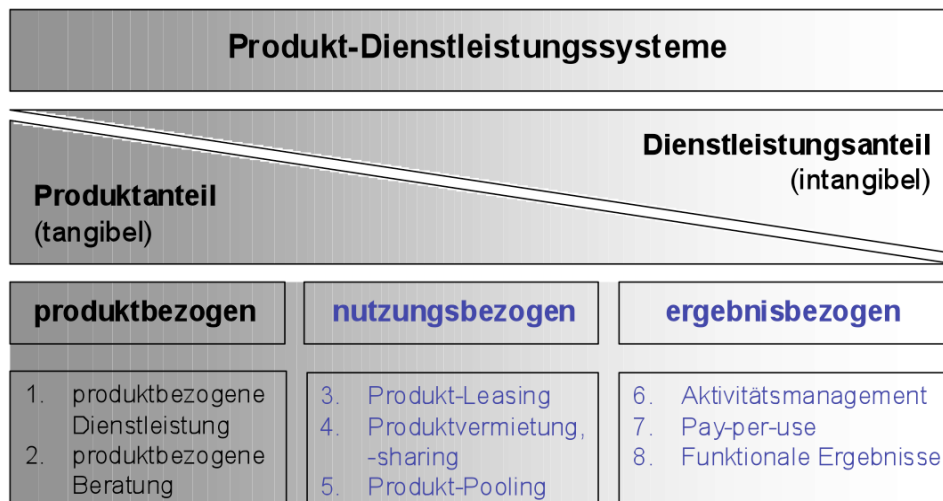 Produkt-Dienstleistungssysteme
Dienstleistungsanteil
(intangibel)
Produktanteil
(tangibel)
produktbezogen
nutzungsbezogen
ergebnisbezogen
1. produktbezogene
Dienstleistung
2. produktbezogene
Beratung
3. Produkt-Leasing
4. Produktvermietung,
-sharing
5. Produkt-Pooling
6. Aktivitätsmanagement
7. Pay-per-use
8. Funktionale Ergebnisse